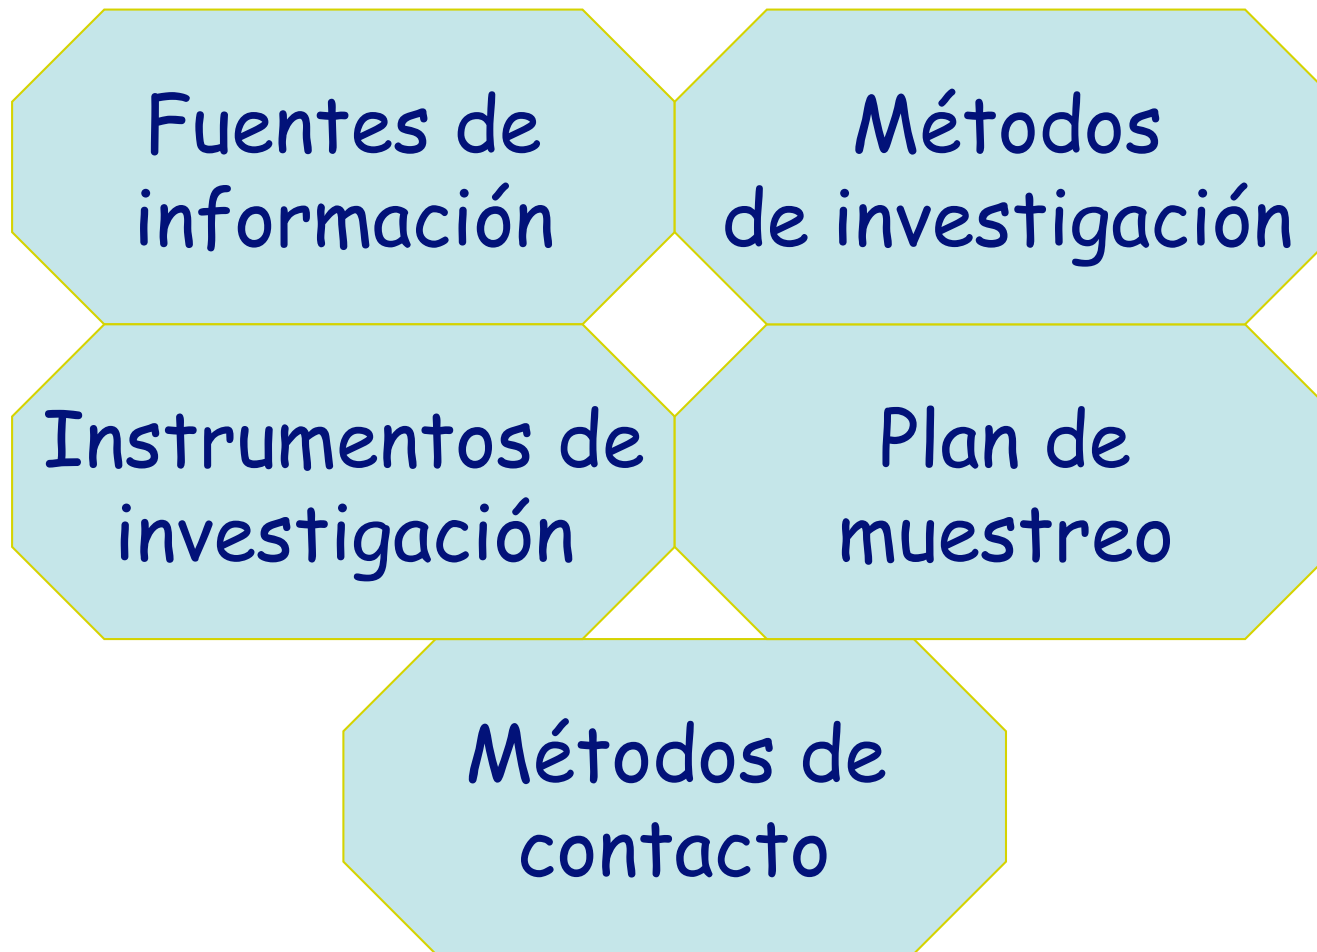 Fuentes de
información
Métodos
de investigación
Instrumentos de
investigación
Plan de
muestreo
Métodos de
contacto